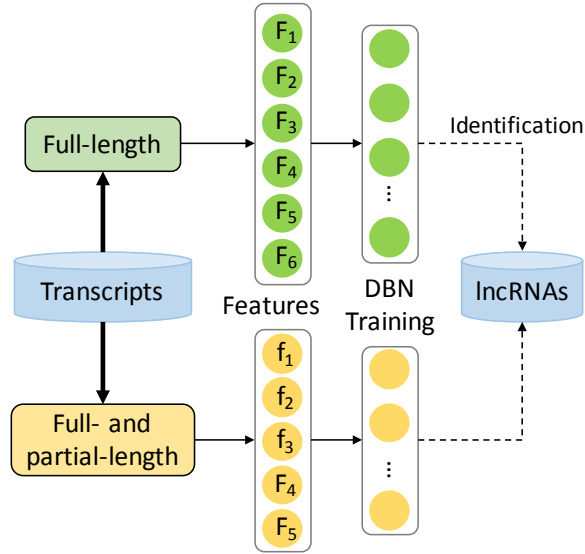 F1
F2
F3
F4
F5
F6
Full-length
Identification
...
Transcripts
Features
DBN
Training
lncRNAs
f1
f2
f3
F4
F5
Full- and
partial-length
...